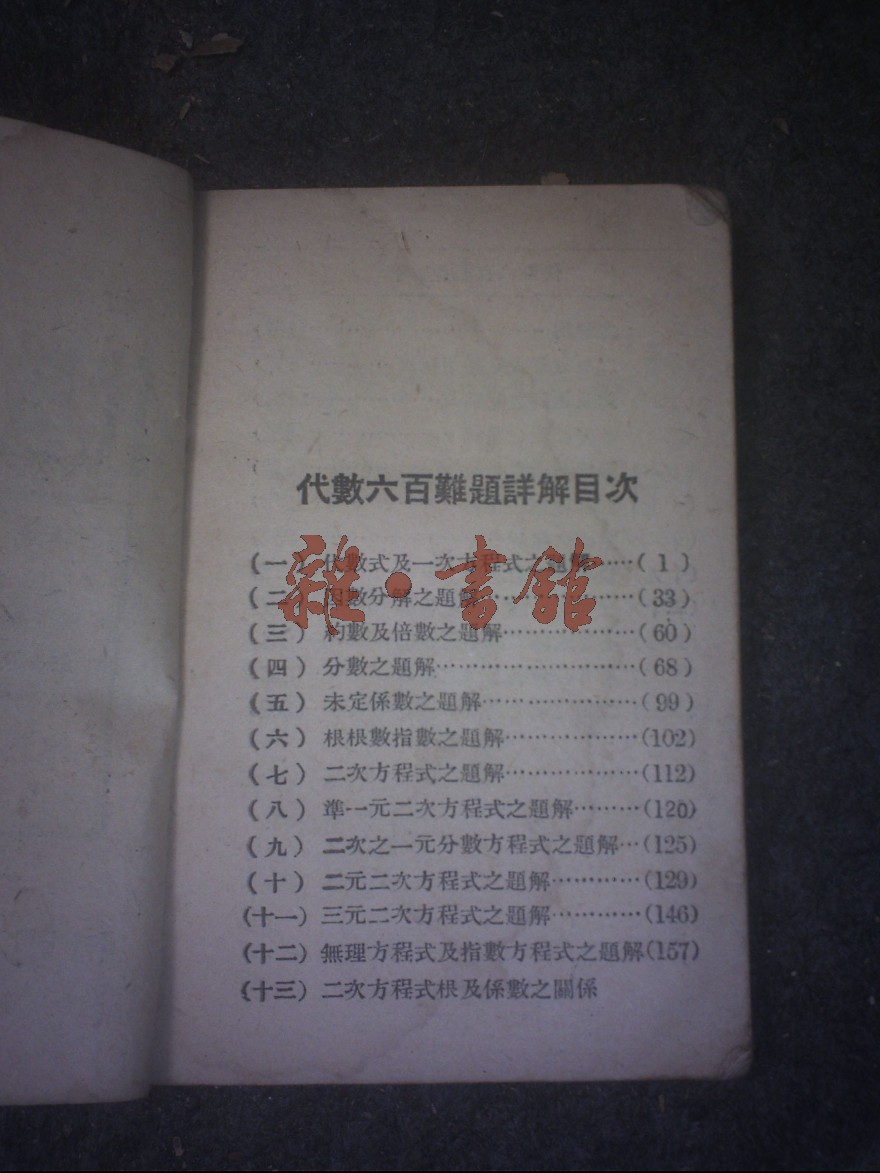 代數六百難題詳解目次
(一) 代數式及一次方程式之題解……( 1 )
(二) 因數分解之題解………………(33)
(三) 約數及倍數之題解………………(60)
(四) 分數之題解………………………(68)
(五) 未定係數之題解…………………(99)
(六) 根根數指數之題解………………(102)
(七) 二次方程式之題解………………(112)
(八) 準一元二次方程式之題解………(120)
(九) 二次之一元分數方程式之題解…(125)
(十) 二元二次方程式之題解…………(129)
(十一) 三元二次方程式之題解…………(146)
(十二) 無理方程式及指數方程式之題解(157)
(十三) 二次方程式根及係數之關係
雜·書館